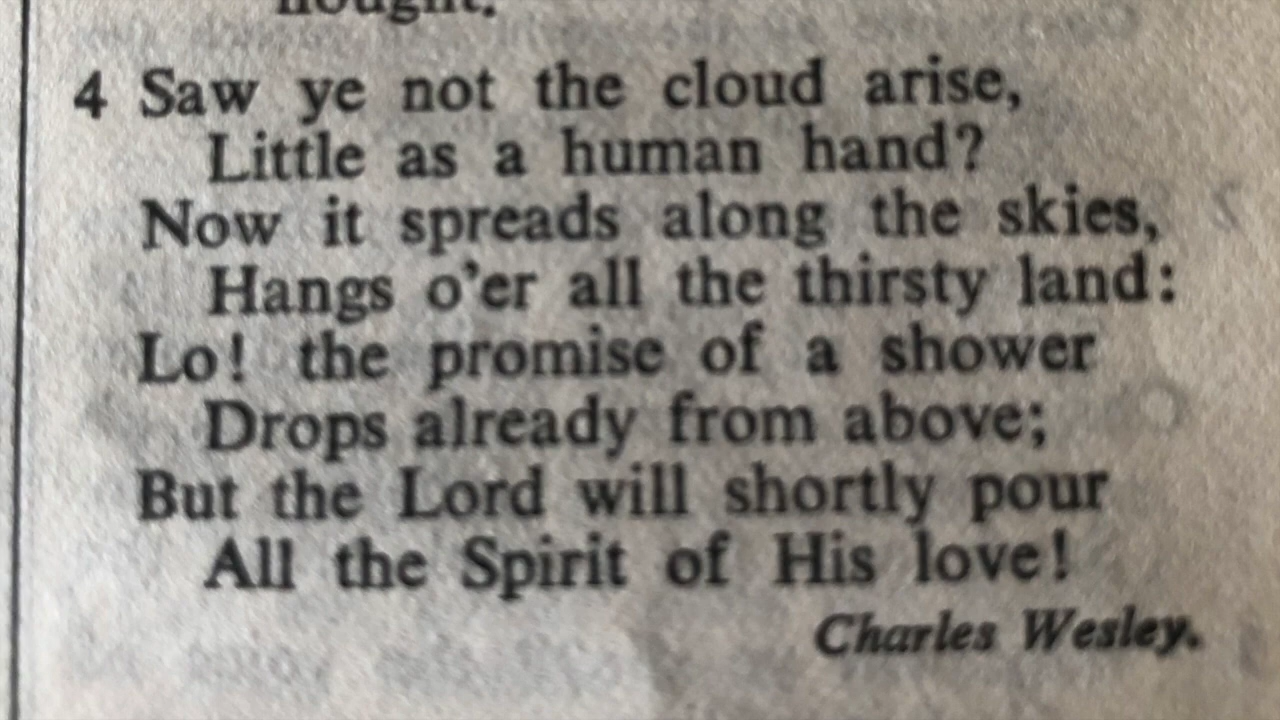 nought.
4 Saw ye not the cloud arise,
Little as a human hand?
Now it spreads along the skies,
Hangs o'er all the thirsty land:
Lo! the promise of a shower
Drops already from above;
But the Lord will shortly pour
All the Spirit of His love!
Charles Wesley.